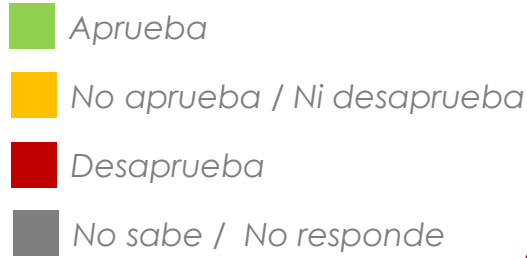 Aprueba
No aprueba / Ni desaprueba
Desaprueba
No sabe / No responde